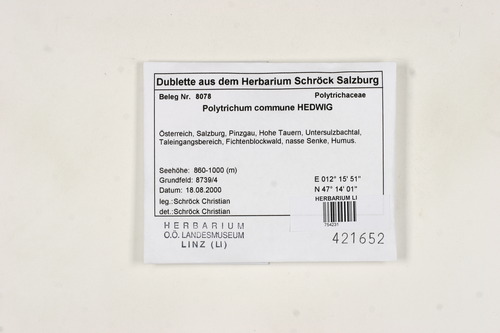 Dublette aus dem Herbarium Schröck Salzburg
Beleg Nr. 8078 Polytrichaceae
Polytrichum commune HEDWIG
Österreich, Salzburg, Pinzgau, Hohe Tauern, Untersulzbachtal,
Taleingangsbereich, Fichtenblockwald, nasse Senke, Humus.
Seehöhe: 860-1000 (m)
Grundfeld: 8739/4 E 012° 15' 51"
Datum: 18.08.2000 N 47° 14' 01"
leg.:Schröck Christian HERBARIUM LI
det.:Schröck Christian
754231
HERBARIUM
O.Ö. LANDESMUSEUM
LINZ (LI)
421652